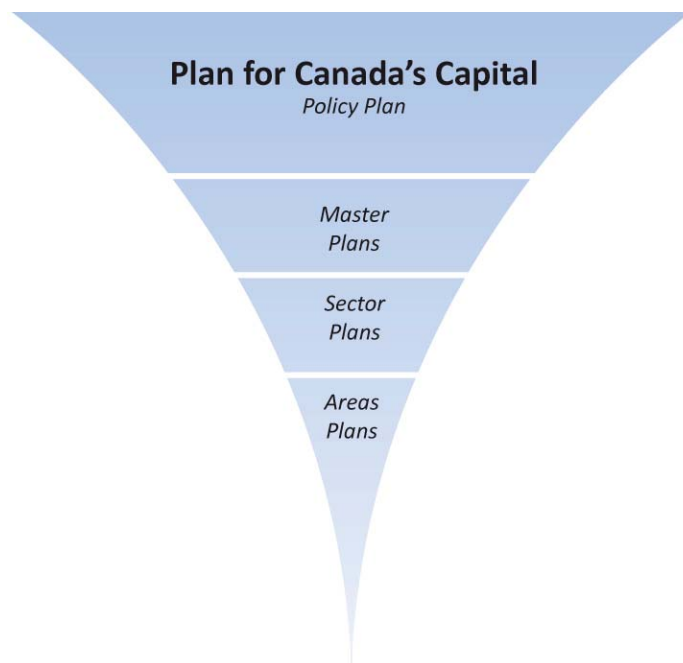 Plan for Canada's Capital
Policy Plan
Master
Plans
Sector
Plans
Areas
Plans